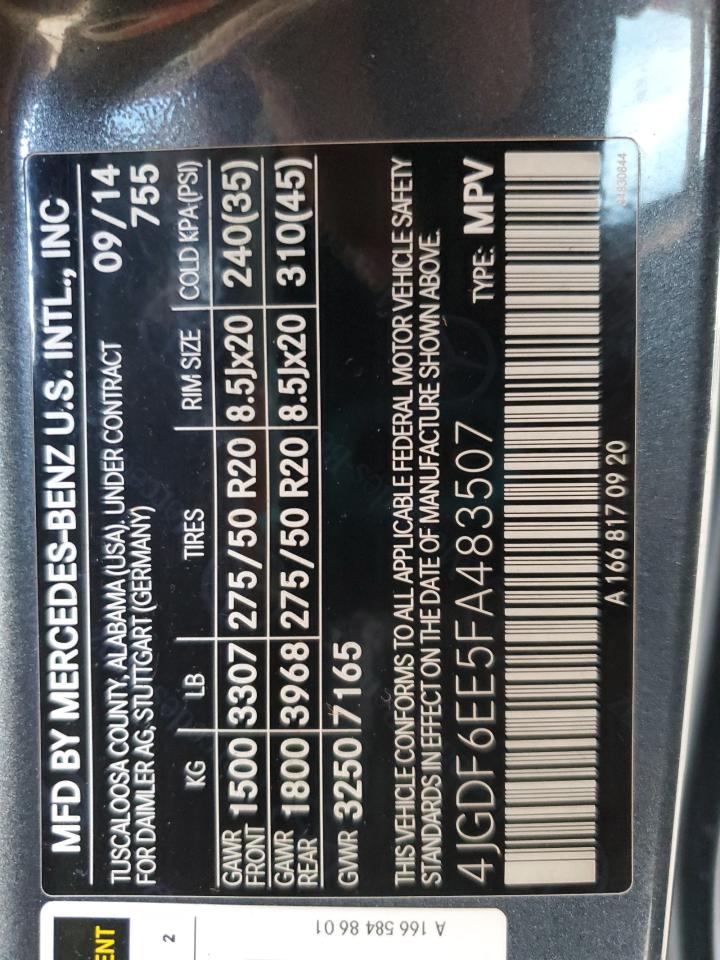 MFD BY MERCEDES-BENZ U.S. INTL., INC
TUSCALOOSA COUNTY, ALABAMA (USA), UNDER CONTRACT 09/14
FOR DAIMLER AG, STUTTGART (GERMANY) 755
KG LB TIRES RIM SIZE COLD KPA(PSI)
GAWR FRONT 1500 3307 275/50 R20 8.5Jx20 240(35)
GAWR REAR 1800 3968 275/50 R20 8.5Jx20 310(45)
GVWR 3250 7165
THIS VEHICLE CONFORMS TO ALL APPLICABLE FEDERAL MOTOR VEHICLE SAFETY
STANDARDS IN EFFECT ON THE DATE OF MANUFACTURE SHOWN ABOVE.
4JGDF6EE5FA483507 TYPE: MPV
A 166 817 09 20
ENT
2
A 166 584 86 01